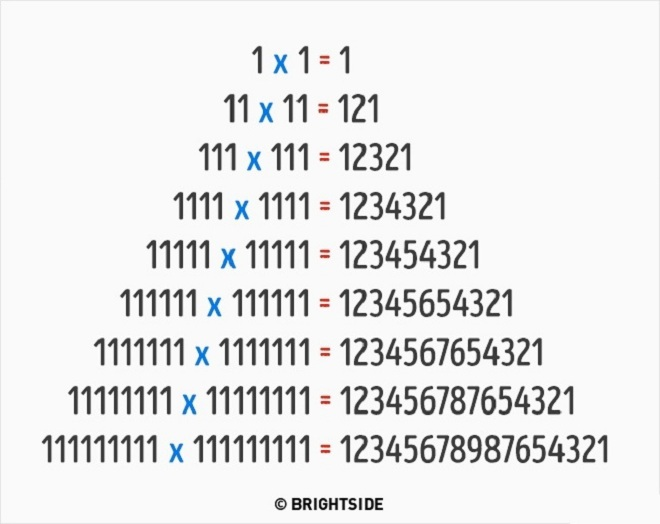 1 x 1 = 1
11 x 11 = 121
111 x 111 = 12321
1111 x 1111 = 1234321
11111 x 11111 = 123454321
111111 x 111111 = 12345654321
1111111 x 1111111 = 1234567654321
11111111 x 11111111 = 123456787654321
111111111 x 111111111 = 12345678987654321
© BRIGHTSIDE